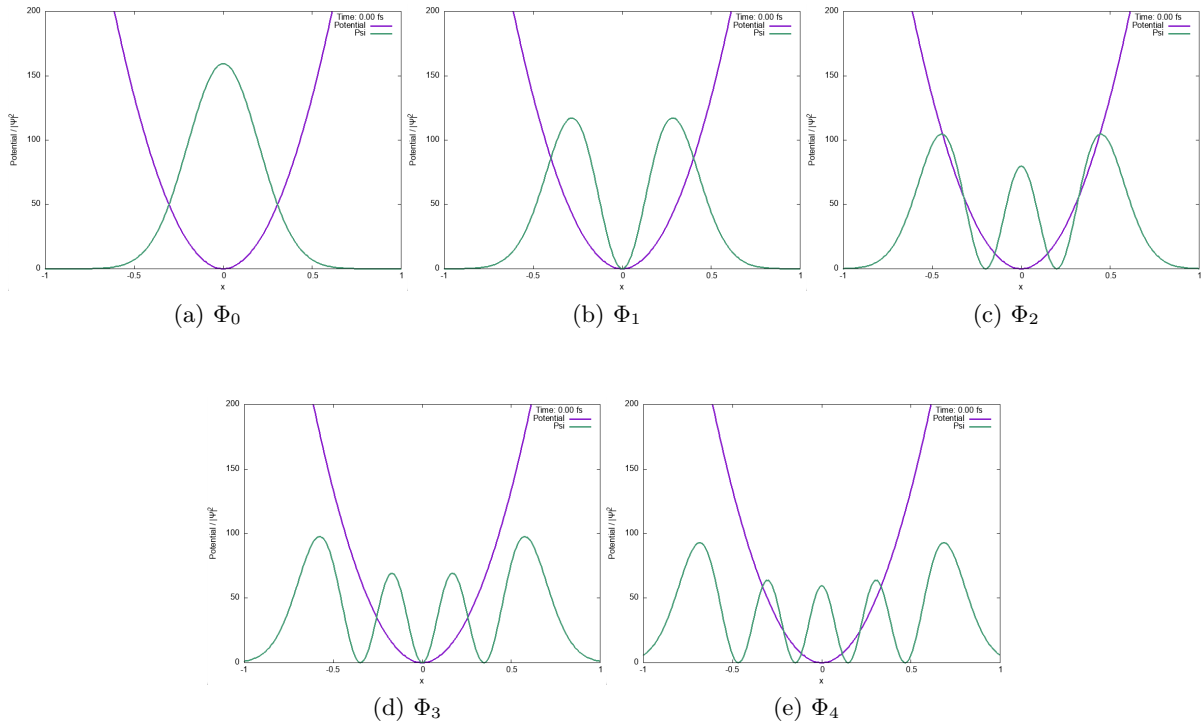 Time: 0.00 fs
Potential
Psi
200
150
100
50
0
Potential / |Ψ|²
-1 -0.5 0 0.5 1
x
(a) Φ₀
Time: 0.00 fs
Potential
Psi
200
150
100
50
0
Potential / |Ψ|²
-1 -0.5 0 0.5 1
x
(b) Φ₁
Time: 0.00 fs
Potential
Psi
200
150
100
50
0
Potential / |Ψ|²
-1 -0.5 0 0.5 1
x
(c) Φ₂
Time: 0.00 fs
Potential
Psi
200
150
100
50
0
Potential / |Ψ|²
-1 -0.5 0 0.5 1
x
(d) Φ₃
Time: 0.00 fs
Potential
Psi
200
150
100
50
0
Potential / |Ψ|²
-1 -0.5 0 0.5 1
x
(e) Φ₄